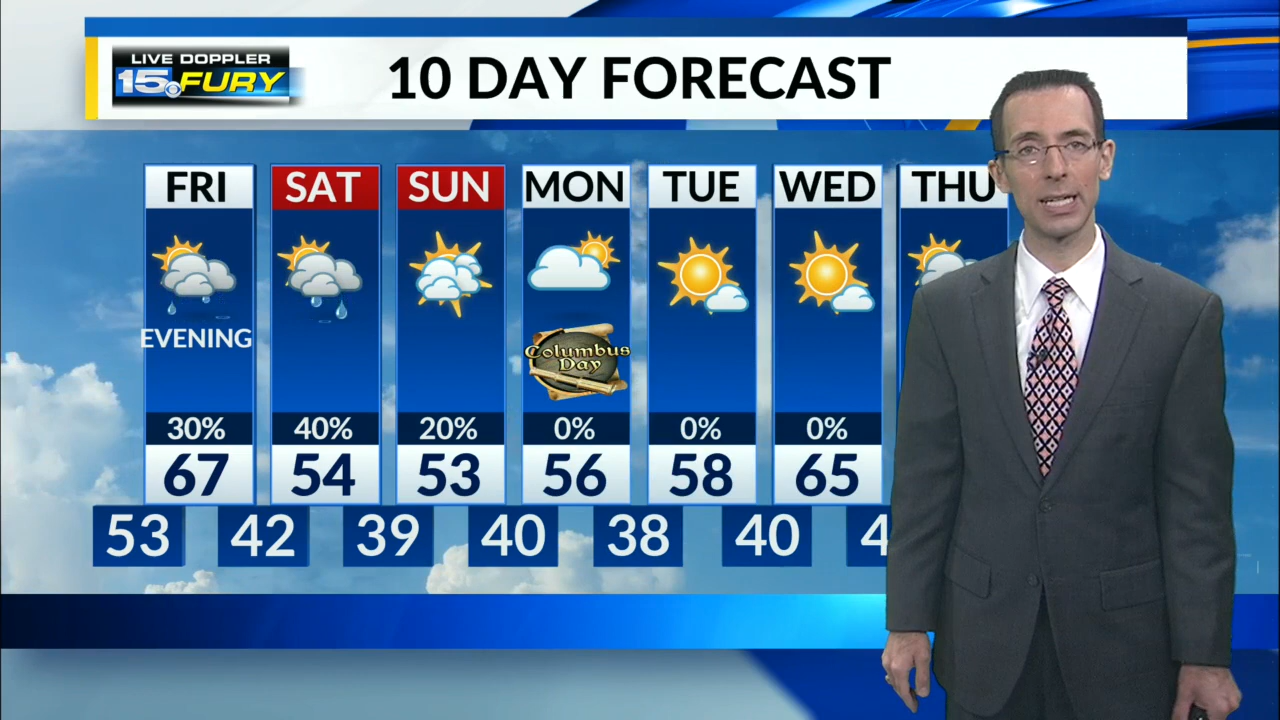 LIVE DOPPLER
15 FURY
10 DAY FORECAST
FRI SAT SUN MON TUE WED THU
EVENING
Columbus
Day
30% 40% 20% 0% 0% 0%
67 54 53 56 58 65
53 42 39 40 38 40 4